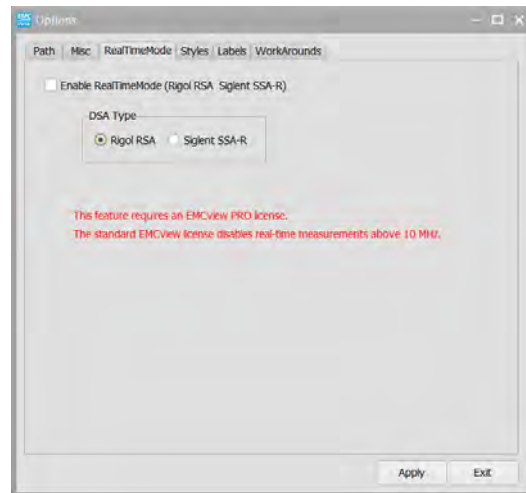 Options
Path Misc RealTimeMode Styles Labels WorkArounds
Enable RealTimeMode (Rigol RSA Siglent SSA-R)
DSA Type
Rigol RSA Siglent SSA-R
This feature requires an EMCview PRO license.
The standard EMCview license disables real-time measurements above 10 MHz.
Apply Exit